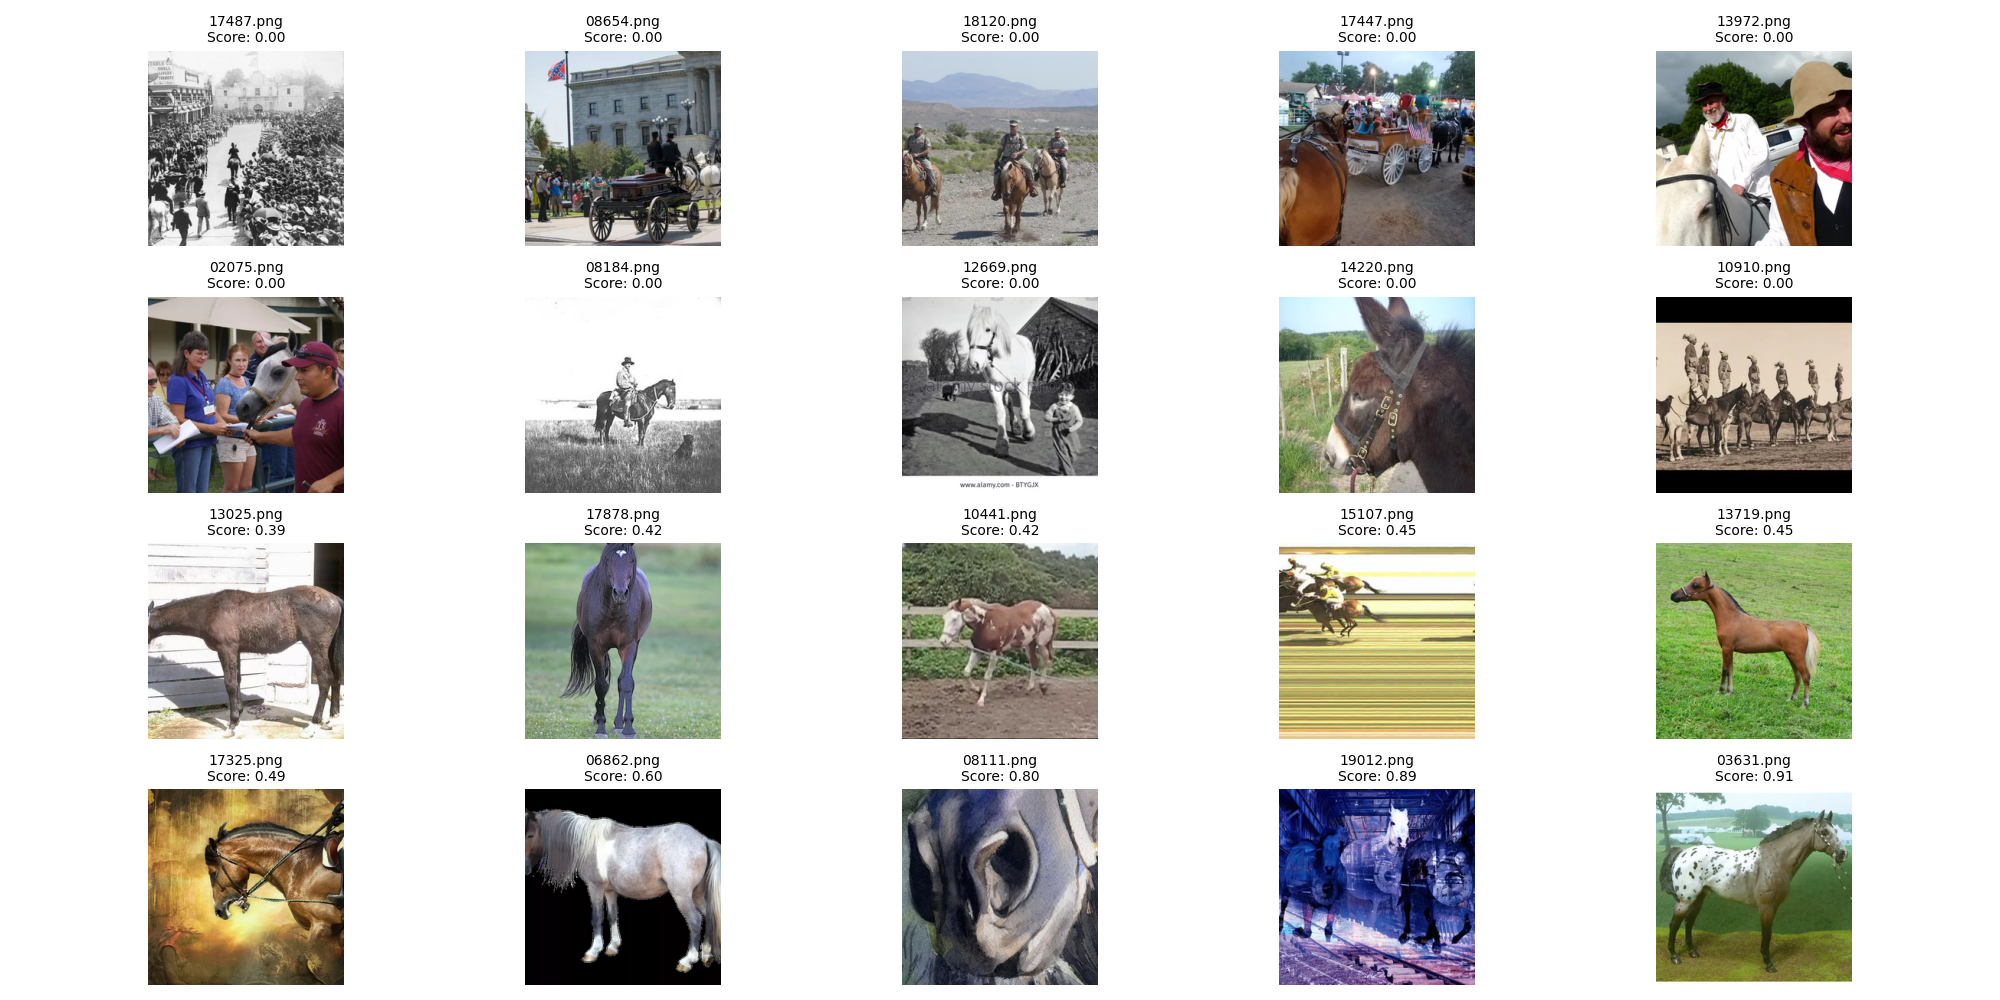 17487.png
Score: 0.00
08654.png
Score: 0.00
18120.png
Score: 0.00
17447.png
Score: 0.00
13972.png
Score: 0.00
02075.png
Score: 0.00
08184.png
Score: 0.00
12669.png
Score: 0.00
alamy stock
www.alamy.com - BTYGJX
14220.png
Score: 0.00
10910.png
Score: 0.00
13025.png
Score: 0.39
17878.png
Score: 0.42
10441.png
Score: 0.42
15107.png
Score: 0.45
13719.png
Score: 0.45
17325.png
Score: 0.49
06862.png
Score: 0.60
08111.png
Score: 0.80
19012.png
Score: 0.89
03631.png
Score: 0.91